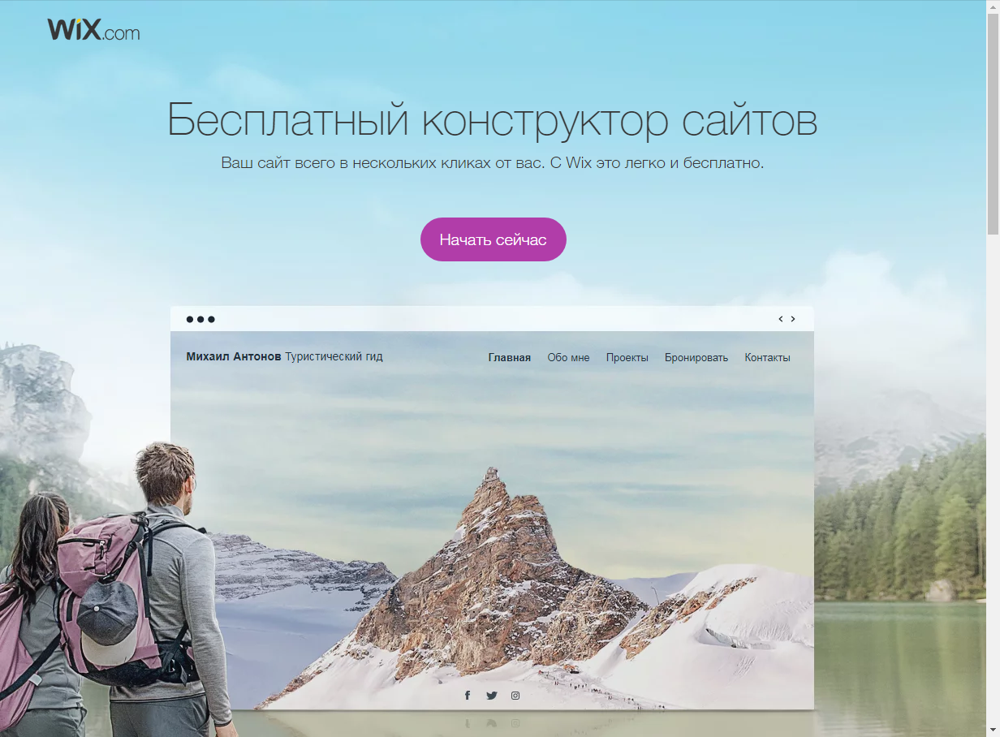 WiX.com
Бесплатный конструктор сайтов
Ваш сайт всего в нескольких кликах от вас. С Wix это легко и бесплатно.
Начать сейчас
Михаил Антонов Туристический гид
Главная Обо мне Проекты Бронировать Контакты